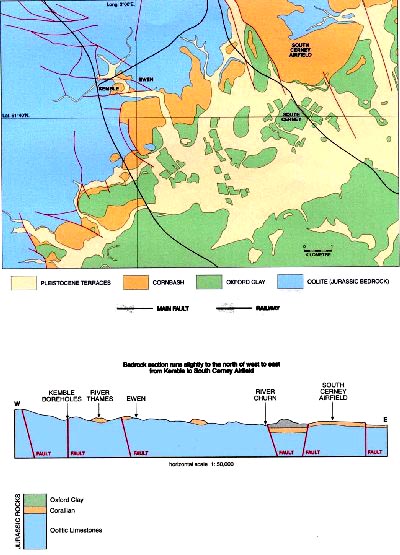 Long. 2°00'E.
SOUTH
CERNEY
AIRFIELD
EWEN
KEMBLE
Lat. 51°40'N.
SOUTH
CERNEY
0 1
KILOMETRE
PLEISTOCENE TERRACES
CORNBRASH
OXFORD CLAY
OOLITE (JURASSIC BEDROCK)
MAIN FAULT
RAILWAY
Bedrock section runs slightly to the north of west to east
from Kemble to South Cerney Airfield
W
KEMBLE
BOREHOLES
RIVER
THAMES
EWEN
RIVER
CHURN
SOUTH
CERNEY
AIRFIELD
E
FAULT
FAULT
FAULT
FAULT
FAULT
FAULT
horizontal scale 1: 50,000
JURASSIC ROCKS
Oxford Clay
Corallian
Oolitic Limestones